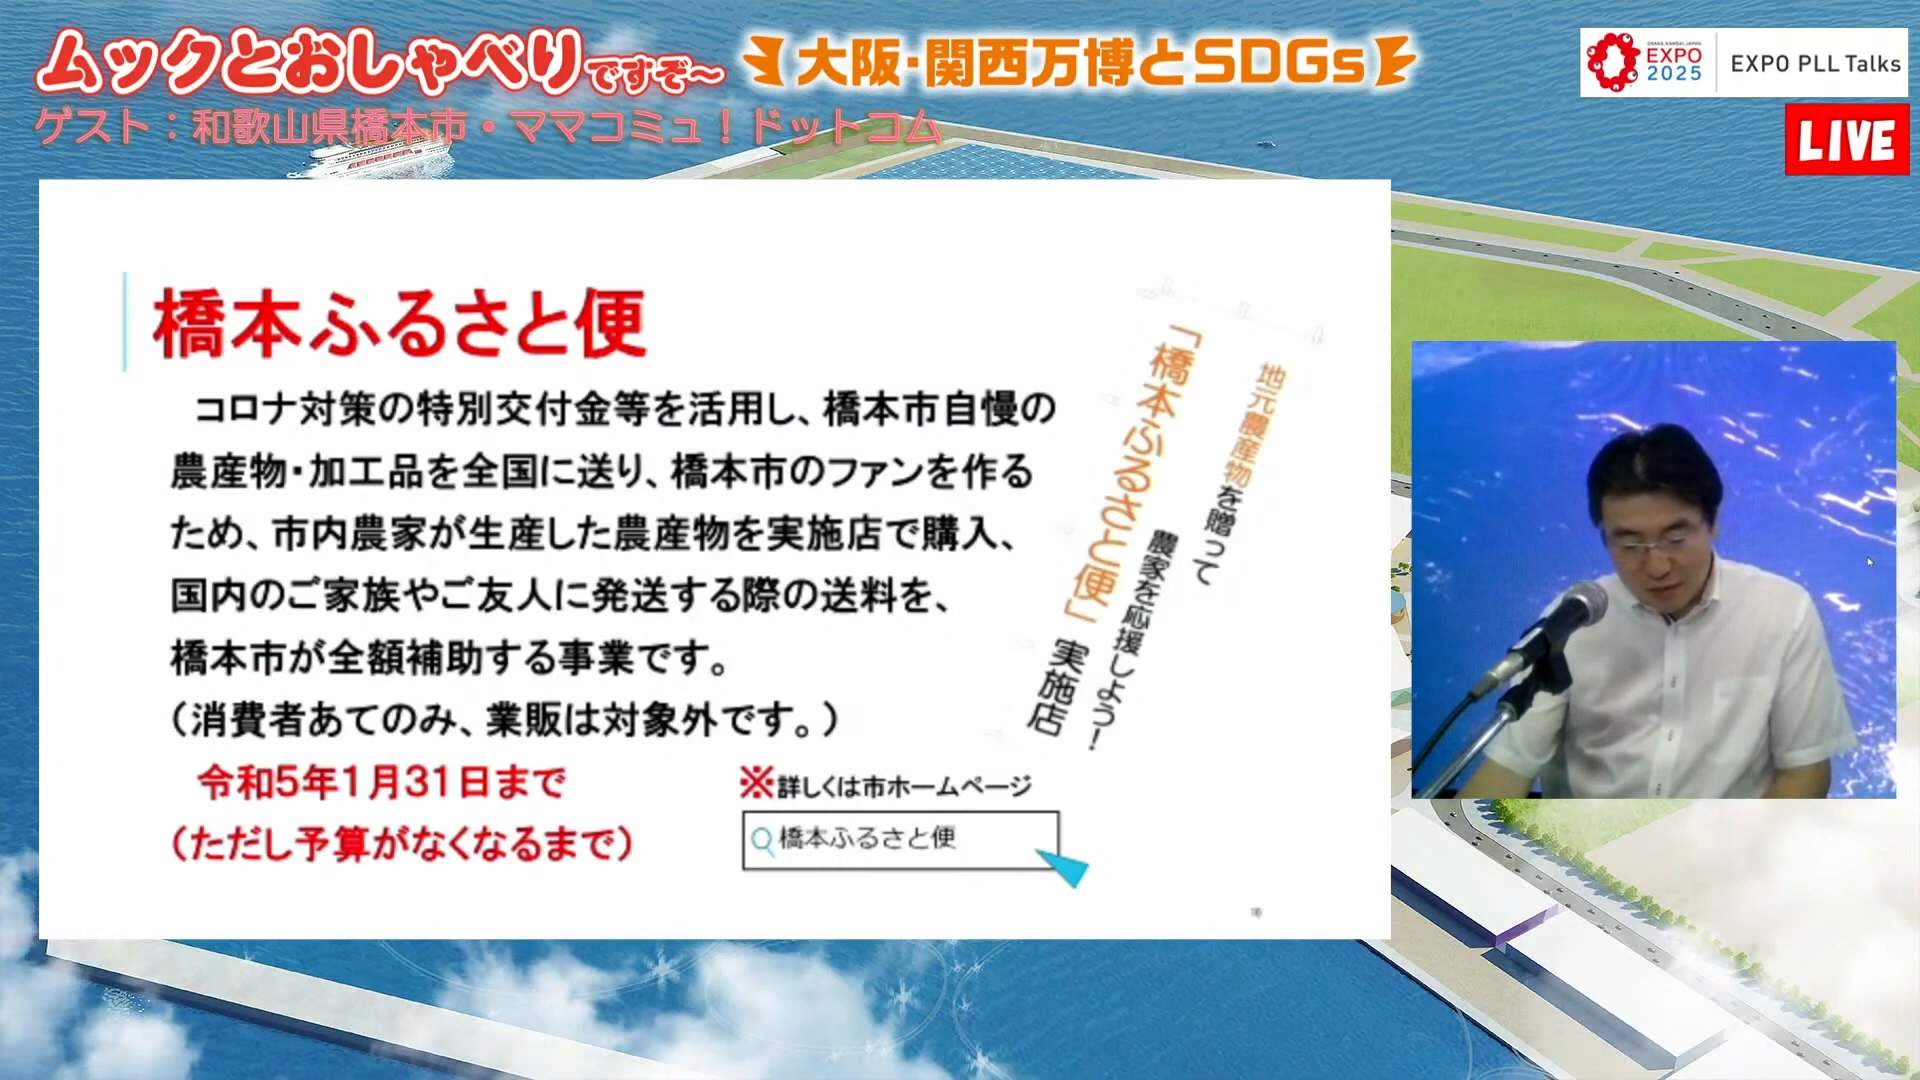 ムックとおしゃべりですぞ～
大阪・関西万博とSDGs
ゲスト：和歌山県橋本市・ママコミュ！ドットコム
OSAKA, KANSAI, JAPAN
EXPO
2025
EXPO PLL Talks
LIVE
橋本ふるさと便
コロナ対策の特別交付金等を活用し、橋本市自慢の
農産物・加工品を全国に送り、橋本市のファンを作る
ため、市内農家が生産した農産物を実施店で購入、
国内のご家族やご友人に発送する際の送料を、
橋本市が全額補助する事業です。
（消費者あてのみ、業販は対象外です。）
令和5年1月31日まで
（ただし予算がなくなるまで）
※詳しくは市ホームページ
橋本ふるさと便
地元農産物を贈って
農家を応援しよう！
「橋本ふるさと便」実施店